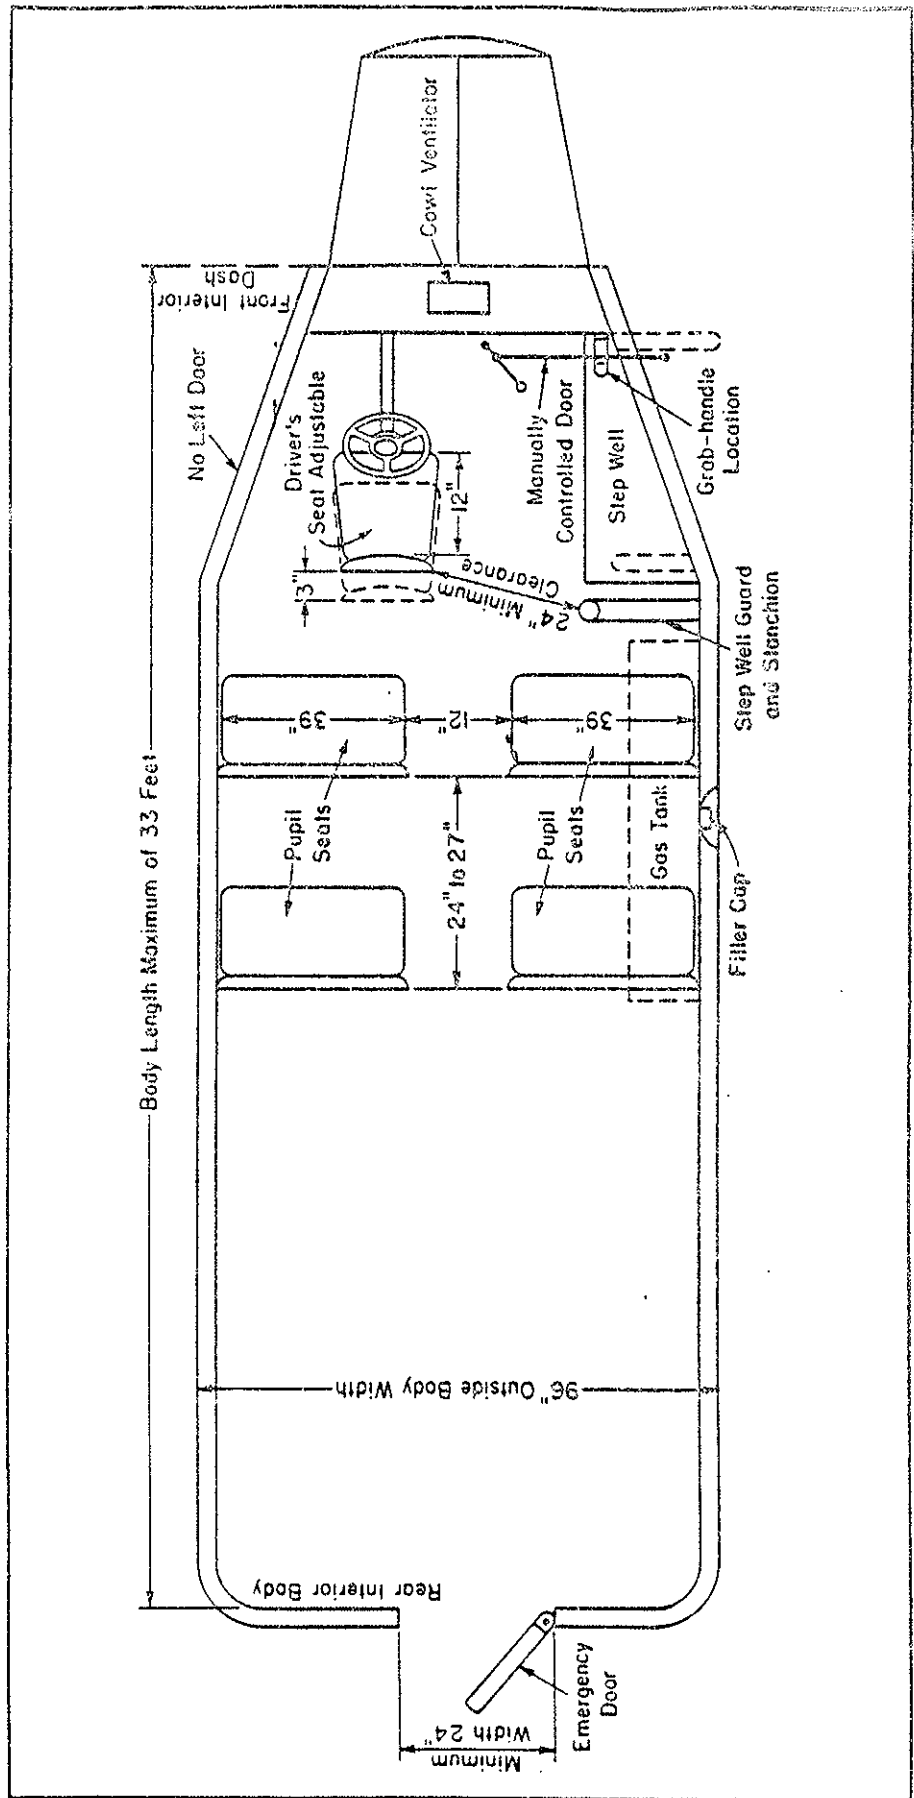 Body Length Maximum of 33 Feet
Front Interior
Dash
No Left Door
Cowl Ventilator
Driver's
Seat Adjustable
12"
3"
24" Minimum
Clearance
Manually
Controlled Door
Step Well
Grab-handle
Location
Step Well Guard
and Stanchion
39"
12"
39"
Pupil
Seats
Pupil
Seats
24" to 27"
Gas Tank
Filler Cap
96" Outside Body Width
Rear Interior Body
Emergency
Door
Minimum
Width 24"